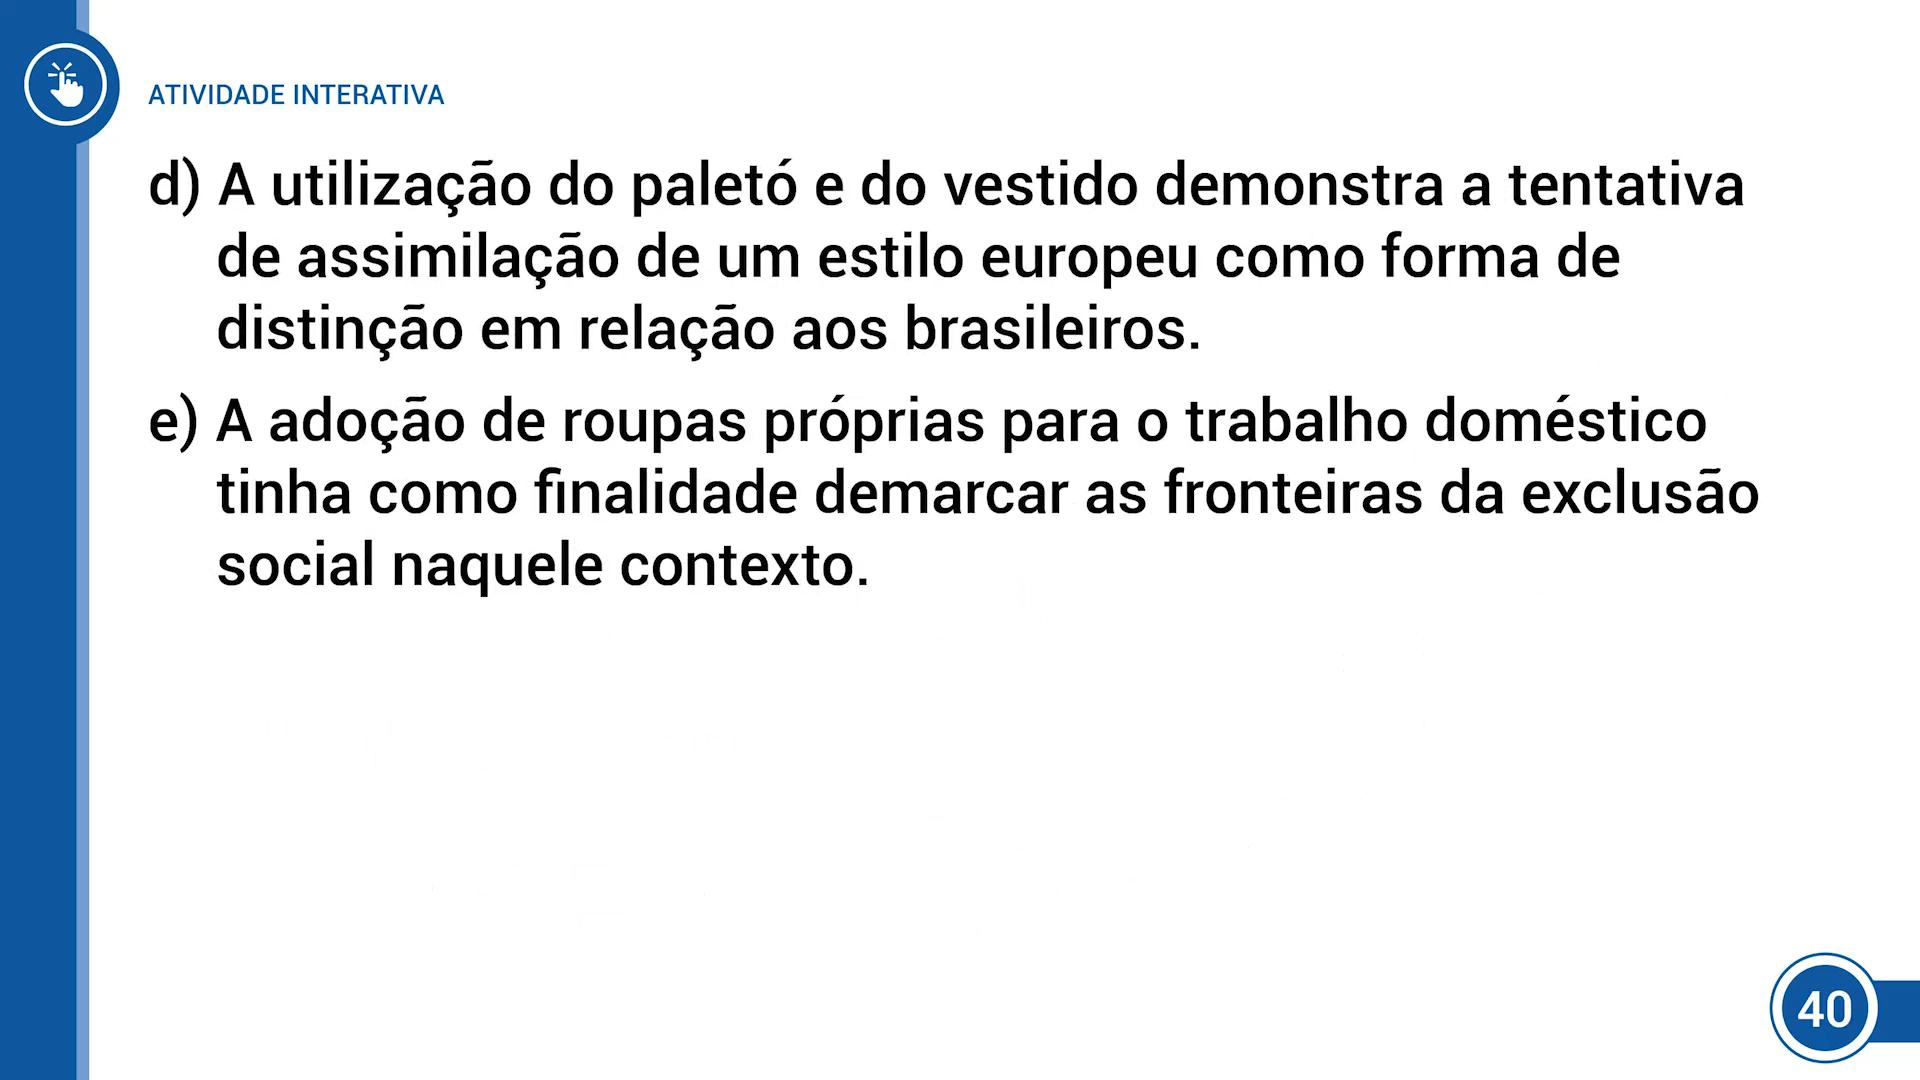 ATIVIDADE INTERATIVA
d) A utilização do paletó e do vestido demonstra a tentativa
de assimilação de um estilo europeu como forma de
distinção em relação aos brasileiros.
e) A adoção de roupas próprias para o trabalho doméstico
tinha como finalidade demarcar as fronteiras da exclusão
social naquele contexto.
40